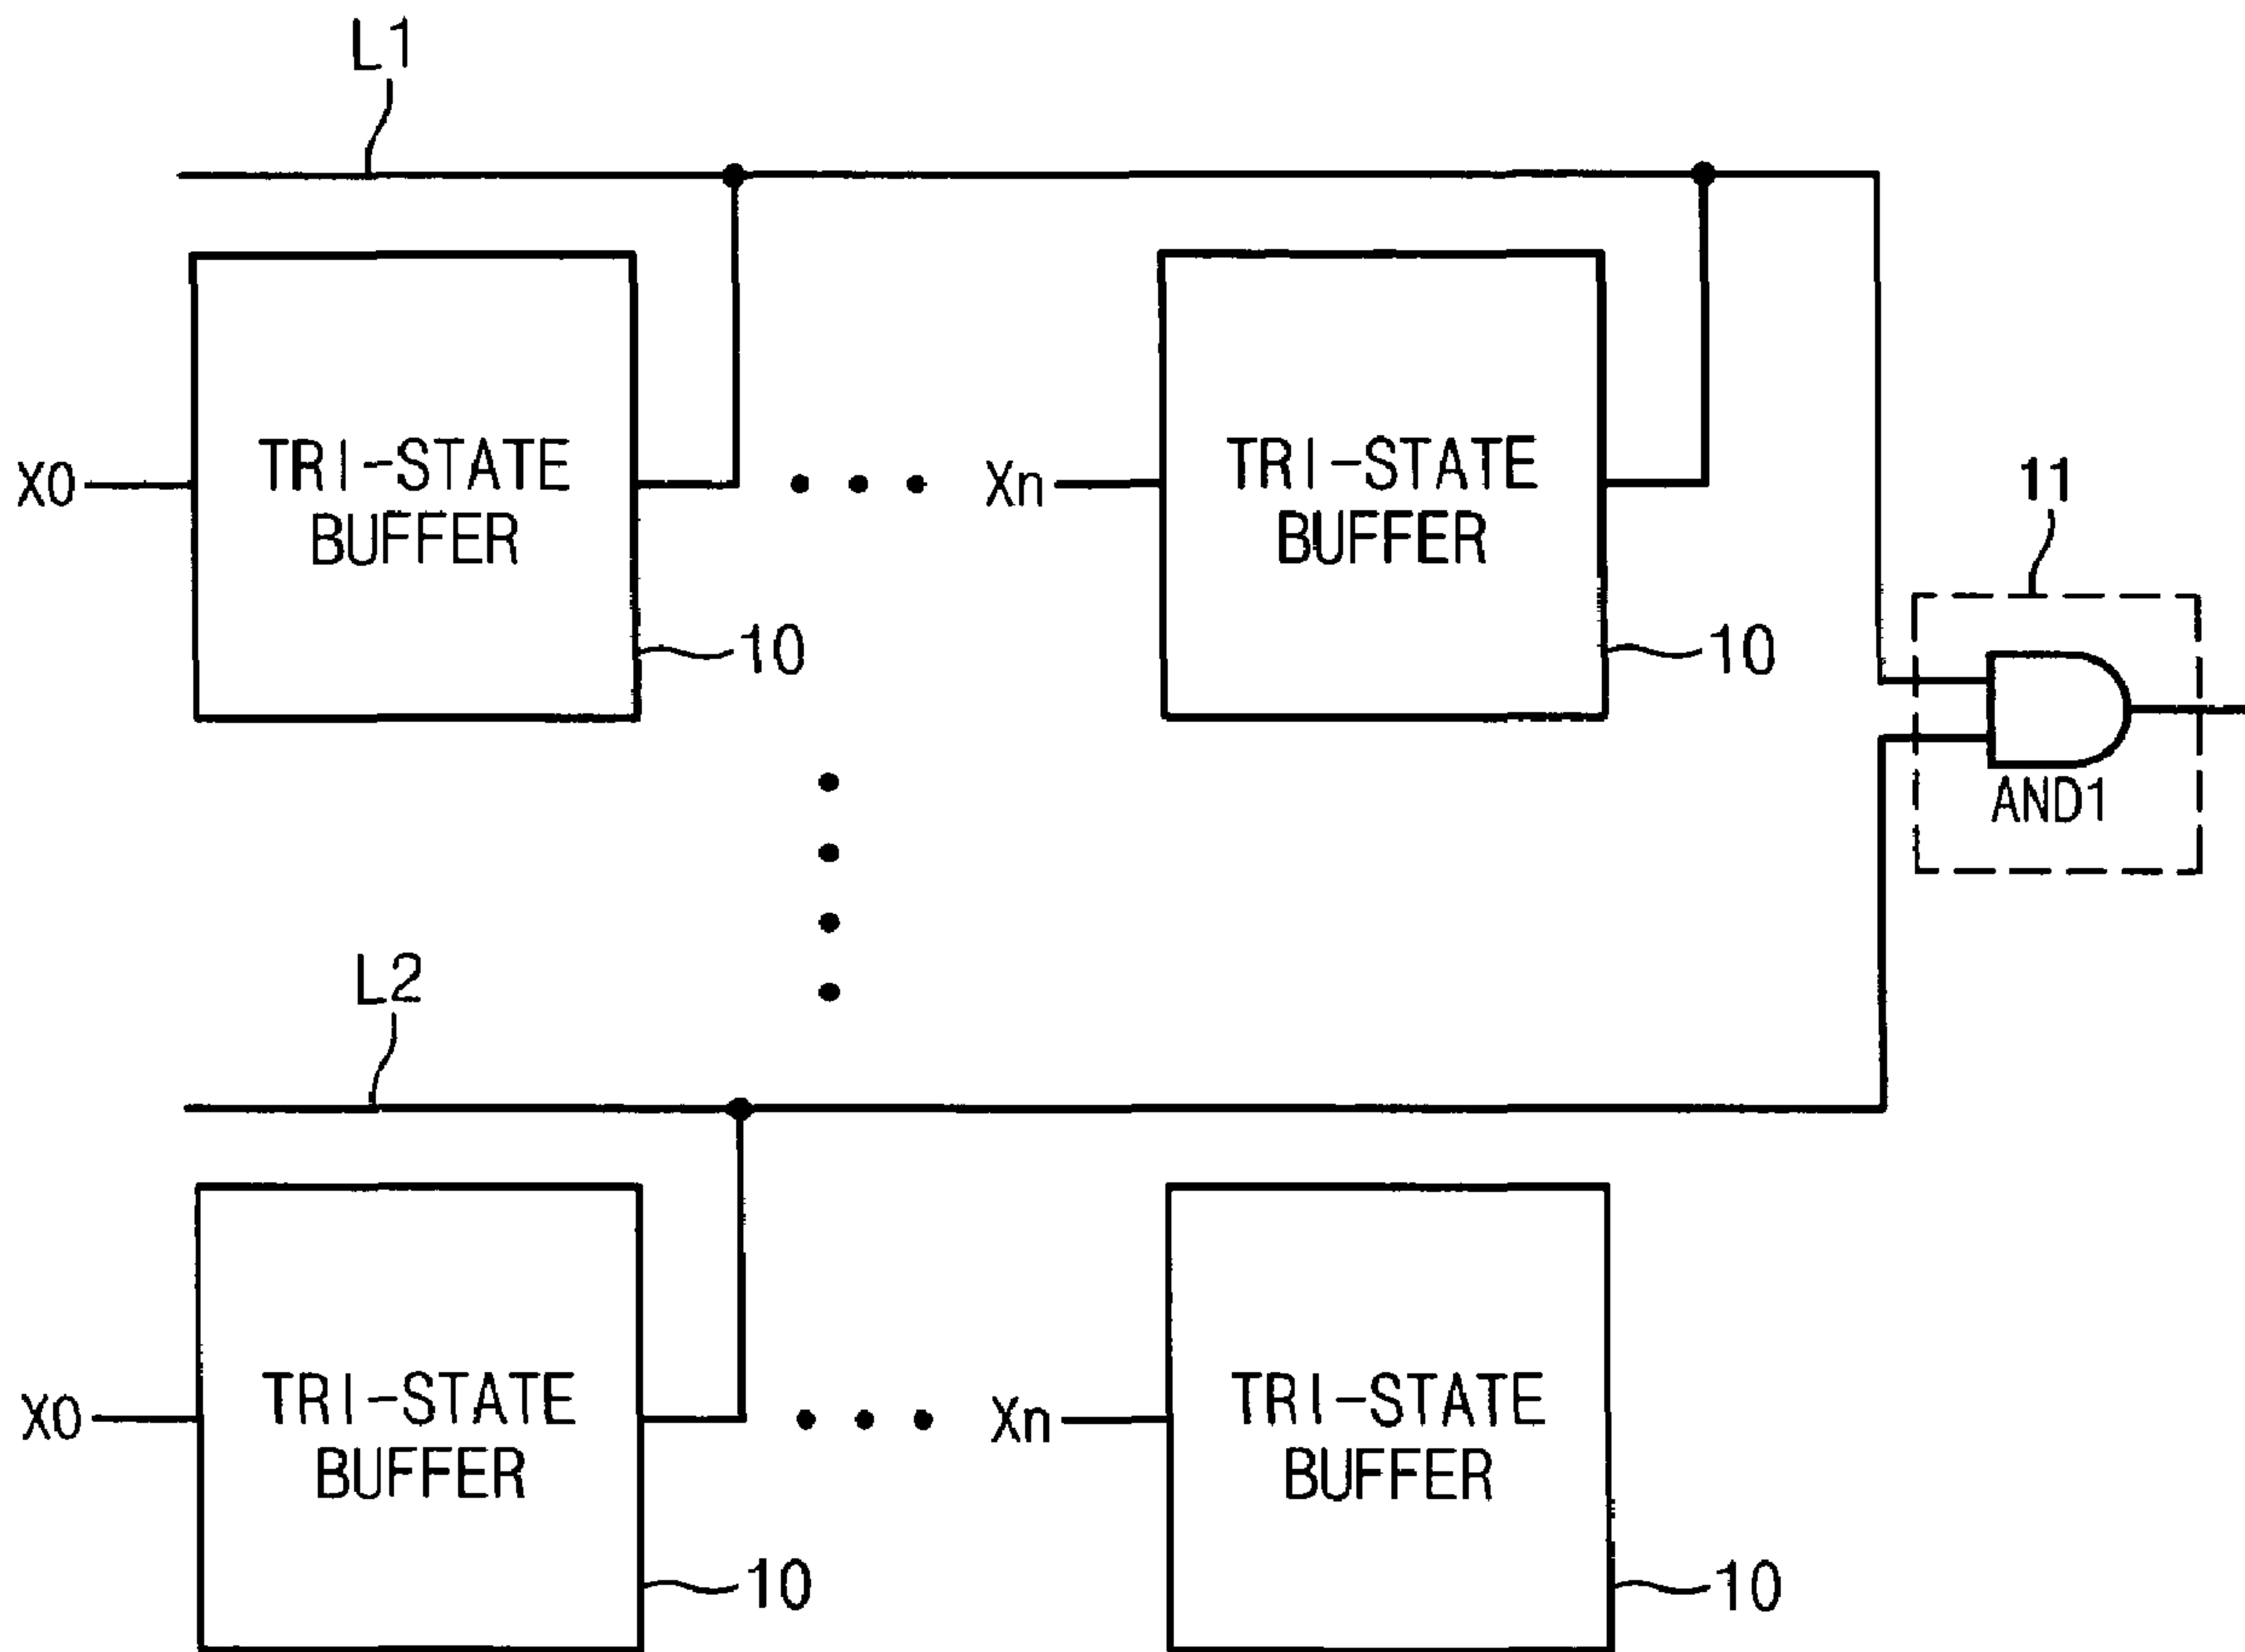 L1
X0
TRI-STATE
BUFFER
10
Xn
TRI-STATE
BUFFER
10
11
AND1
L2
X0
TRI-STATE
BUFFER
10
Xn
TRI-STATE
BUFFER
10